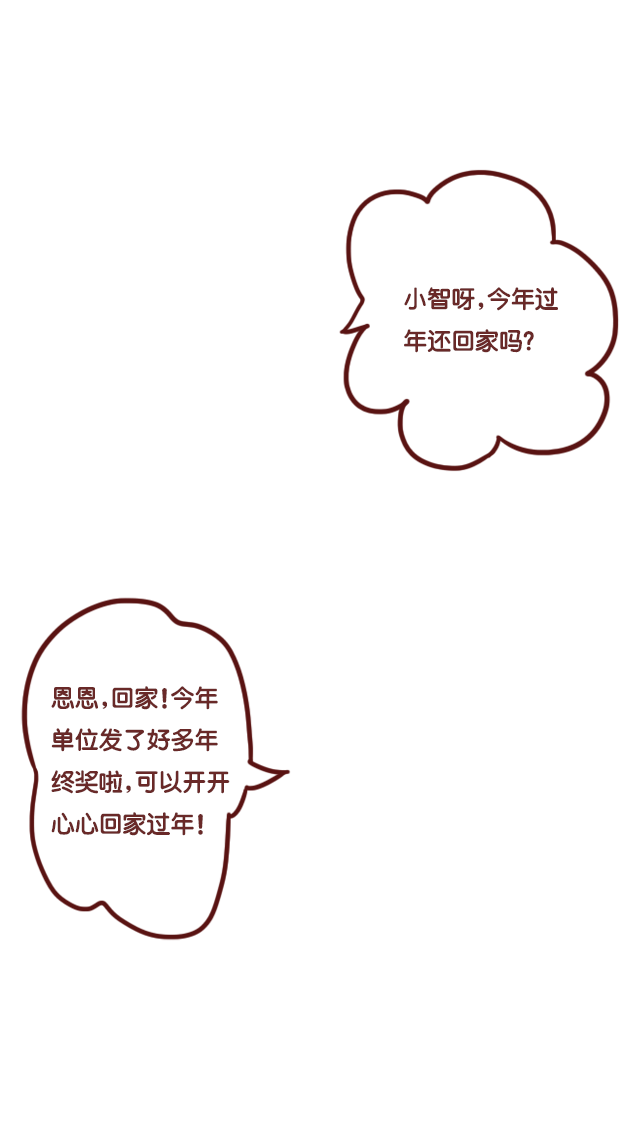 小智呀,今年过
年还回家吗?
恩恩,回家!今年
单位发了好多年
终奖啦,可以开开
心心回家过年!